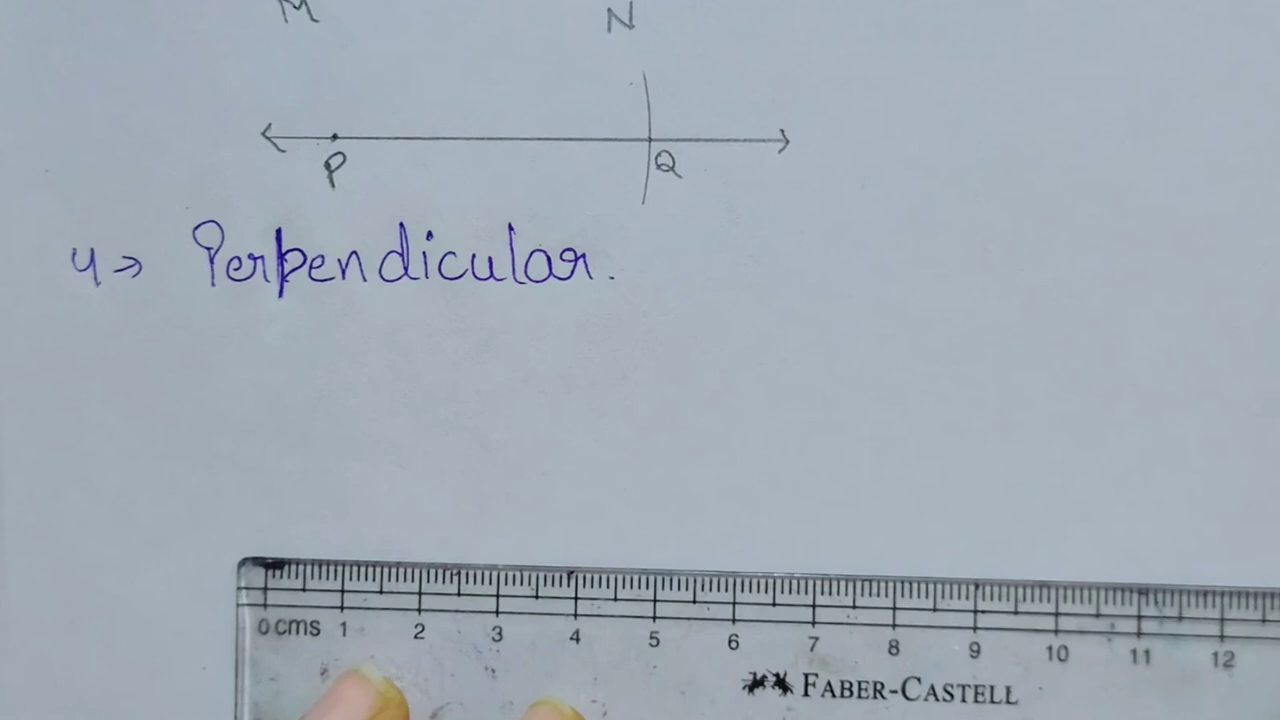 M N
P Q
4→ Perpendicular.
0 cms 1 2 3 4 5 6 7 8 9 10 11 12
FABER-CASTELL